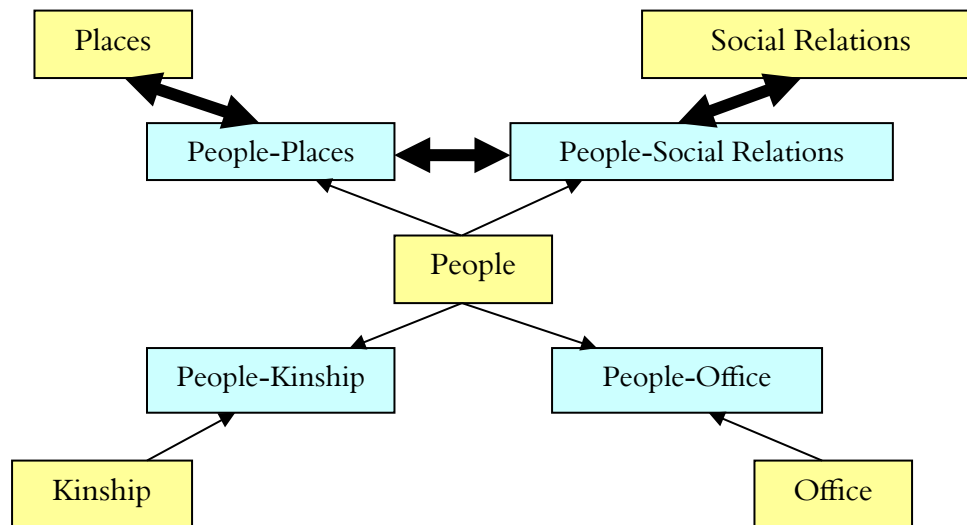 Places
Social Relations
People-Places
People-Social Relations
People
People-Kinship
People-Office
Kinship
Office